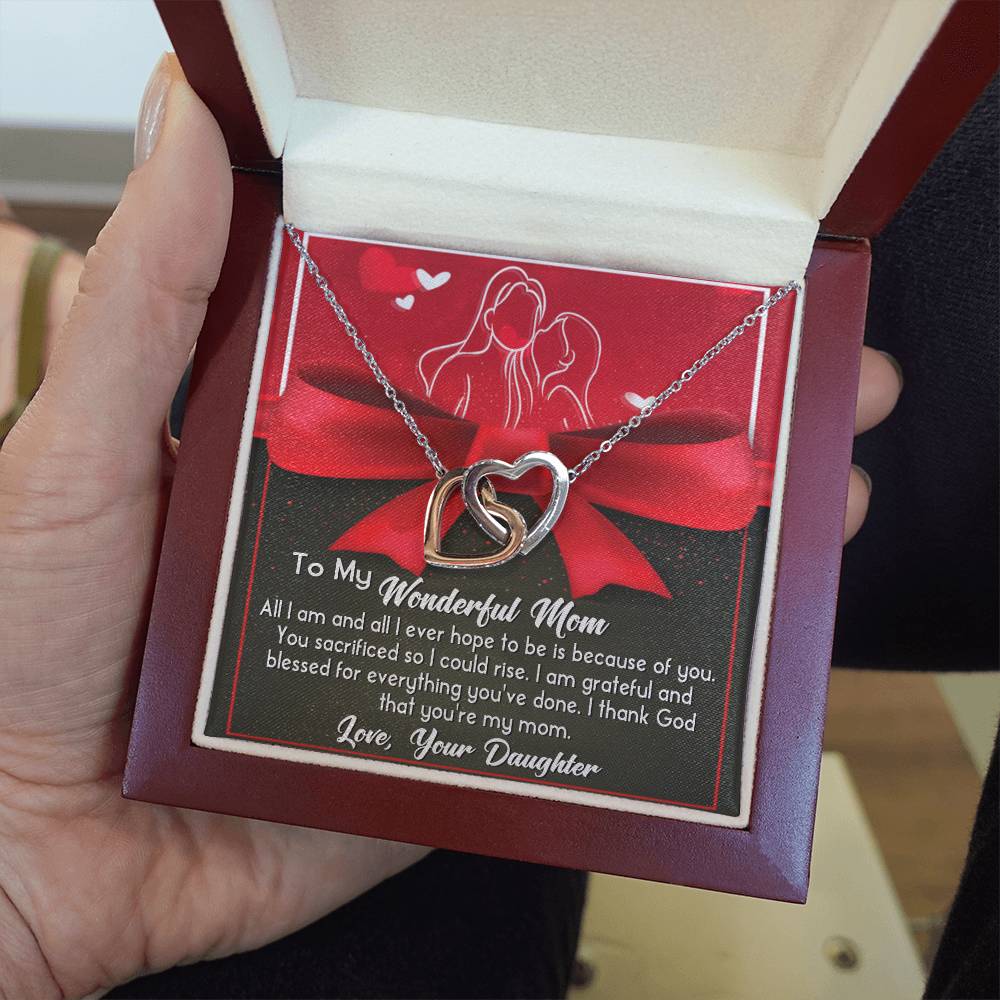 To My Wonderful Mom
All I am and all I ever hope to be is because of you.
You sacrificed so I could rise. I am grateful and
blessed for everything you've done. I thank God
that you're my mom.
Love, Your Daughter